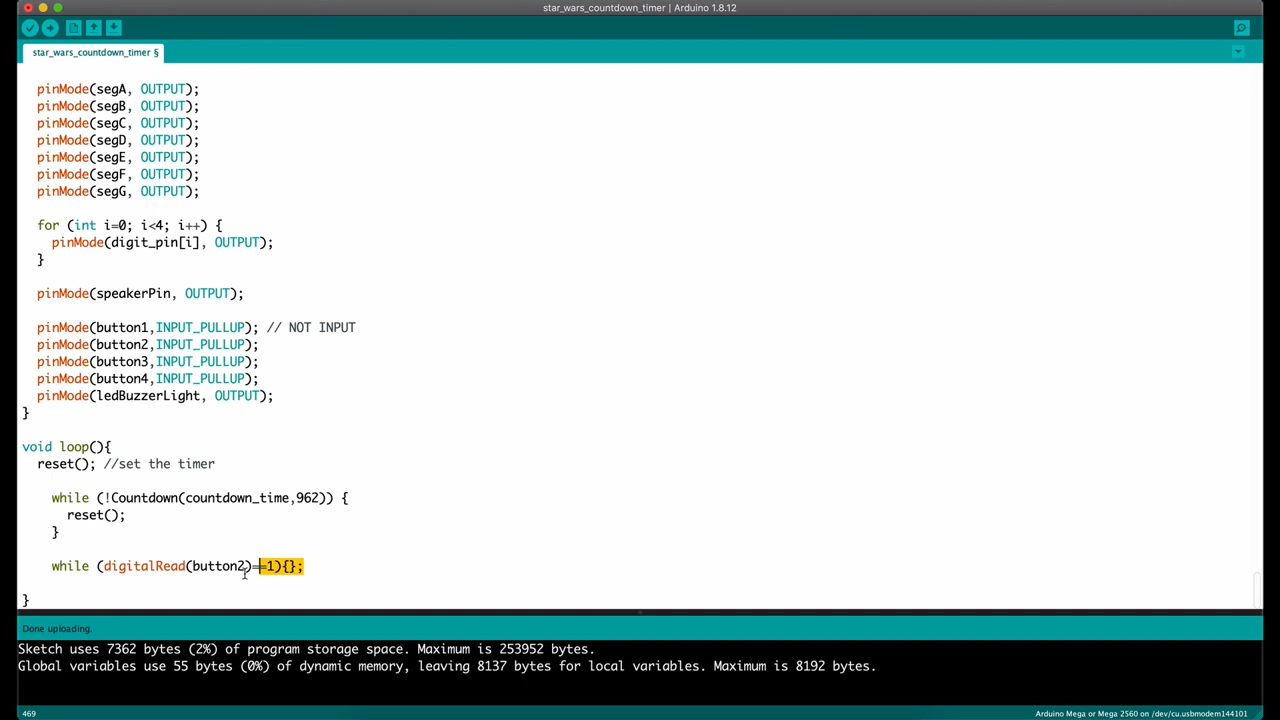 star_wars_countdown_timer | Arduino 1.8.12
star_wars_countdown_timer §
pinMode(segA, OUTPUT);
pinMode(segB, OUTPUT);
pinMode(segC, OUTPUT);
pinMode(segD, OUTPUT);
pinMode(segE, OUTPUT);
pinMode(segF, OUTPUT);
pinMode(segG, OUTPUT);
for (int i=0; i<4; i++) {
pinMode(digit_pin[i], OUTPUT);
}
pinMode(speakerPin, OUTPUT);
pinMode(button1,INPUT_PULLUP); // NOT INPUT
pinMode(button2,INPUT_PULLUP);
pinMode(button3,INPUT_PULLUP);
pinMode(button4,INPUT_PULLUP);
pinMode(ledBuzzerLight, OUTPUT);
}
void loop(){
reset(); //set the timer
while (!Countdown(countdown_time,962)) {
reset();
}
while (digitalRead(button2)==1){};
}
Done uploading.
Sketch uses 7362 bytes (2%) of program storage space. Maximum is 253952 bytes.
Global variables use 55 bytes (0%) of dynamic memory, leaving 8137 bytes for local variables. Maximum is 8192 bytes.
469
Arduino Mega or Mega 2560 on /dev/cu.usbmodem144101